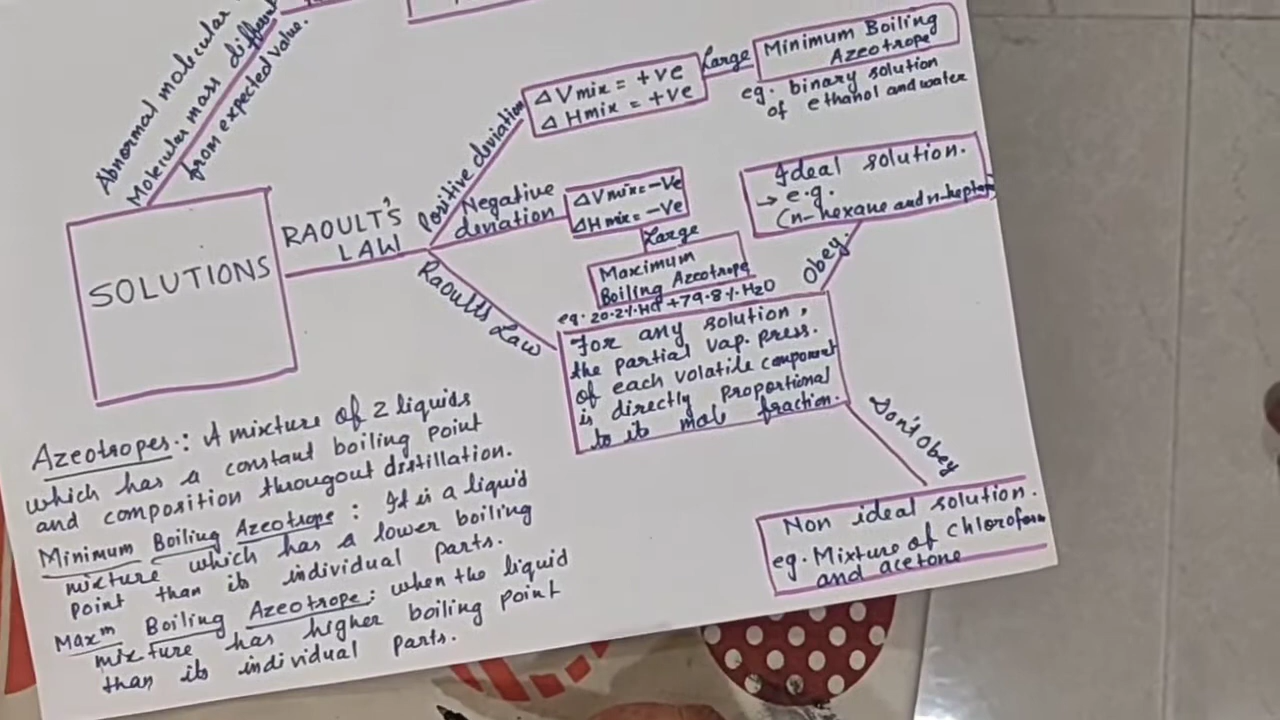 Abnormal molecular
Molecular mass different
from expected value.
SOLUTIONS
RAOULT'S
LAW
Positive deviation
Δ Vmix = +ve
Δ Hmix = +ve
Large
Minimum Boiling
Azeotrope
eg. binary solution
of ethanol and water
Negative
deviation
ΔVmix = -Ve
ΔHmix = -Ve
Large
Maximum
Boiling Azeotrope
eg. 20.2%.HCl +79.8%.H2O
Raoults Law
For any solution,
the partial vap. press.
of each volatile component
is directly proportional
to its mole fraction.
Obey.
Ideal solution.
→ e.g.
(n-hexane and n-heptane)
Don't Obey
Non ideal solution.
eg. Mixture of Chloroform
and acetone
Azeotropes.: A mixture of 2 liquids
which has a constant boiling point
and composition througout distillation.
Minimum Boiling Azeotrope : It is a liquid
mixture which has a lower boiling
point than its individual parts.
Maxm Boiling Azeotrope: when the liquid
mixture has higher boiling point
than its individual parts.